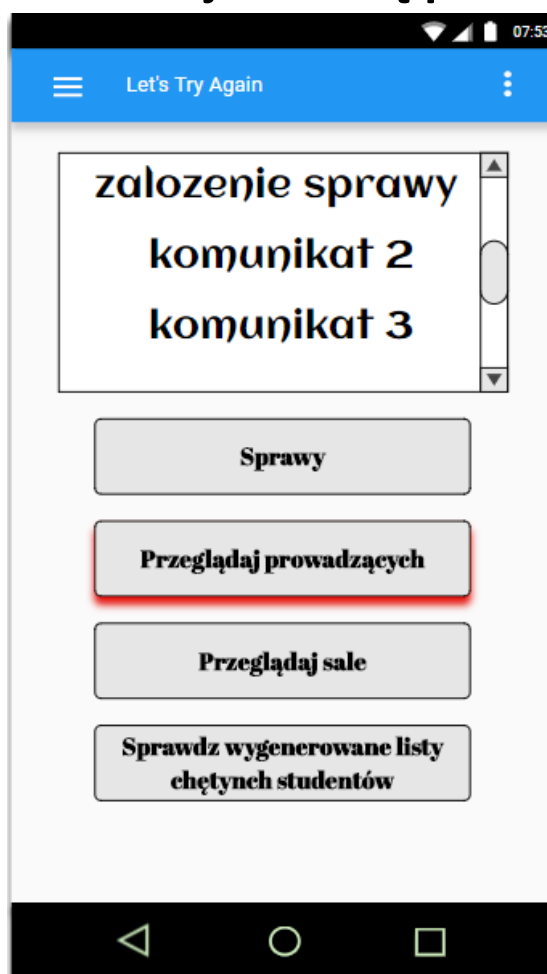 07:53
Let's Try Again
zalozenie sprawy
komunikat 2
komunikat 3
Sprawy
Przeglądaj prowadzących
Przeglądaj sale
Sprawdz wygenerowane listy
chętynch studentów